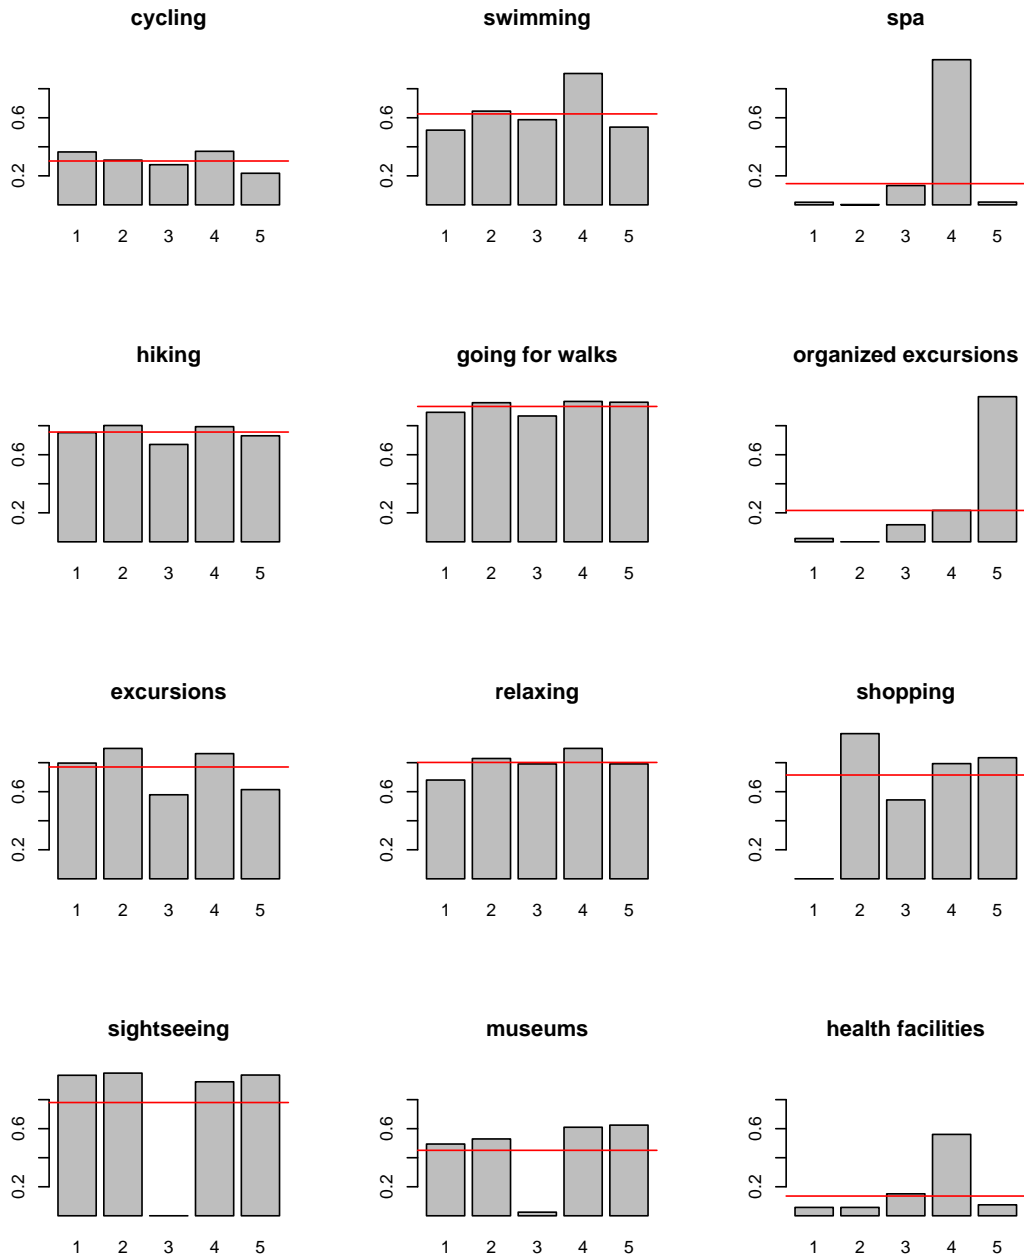 cycling
swimming
spa
0.2 0.6
0.2 0.6
0.2 0.6
1 2 3 4 5
1 2 3 4 5
1 2 3 4 5
hiking
going for walks
organized excursions
0.2 0.6
0.2 0.6
0.2 0.6
1 2 3 4 5
1 2 3 4 5
1 2 3 4 5
excursions
relaxing
shopping
0.2 0.6
0.2 0.6
0.2 0.6
1 2 3 4 5
1 2 3 4 5
1 2 3 4 5
sightseeing
museums
health facilities
0.2 0.6
0.2 0.6
0.2 0.6
1 2 3 4 5
1 2 3 4 5
1 2 3 4 5